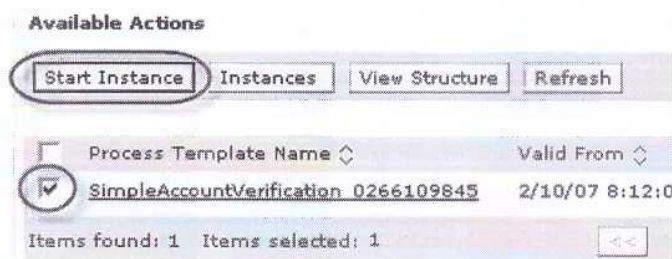 Available Actions
Start Instance Instances View Structure Refresh
Process Template Name Valid From
SimpleAccountVerification_0266109845 2/10/07 8:12:0
Items found: 1 Items selected: 1 <<